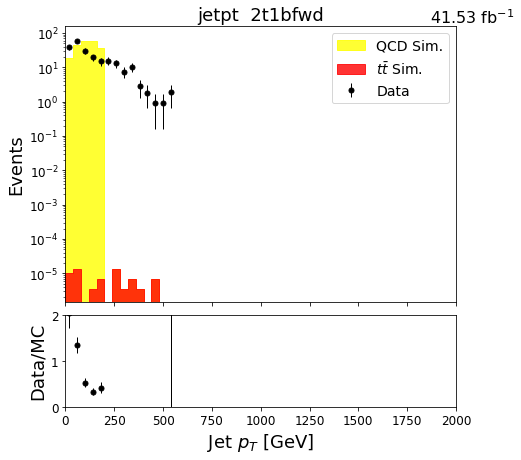 jetpt 2t1bfwd
41.53 fb⁻¹
QCD Sim.
tt̄ Sim.
Data
Events
10²
10¹
10⁰
10⁻¹
10⁻²
10⁻³
10⁻⁴
10⁻⁵
Data/MC
2
1
0
0 250 500 750 1000 1250 1500 1750 2000
Jet p_T [GeV]